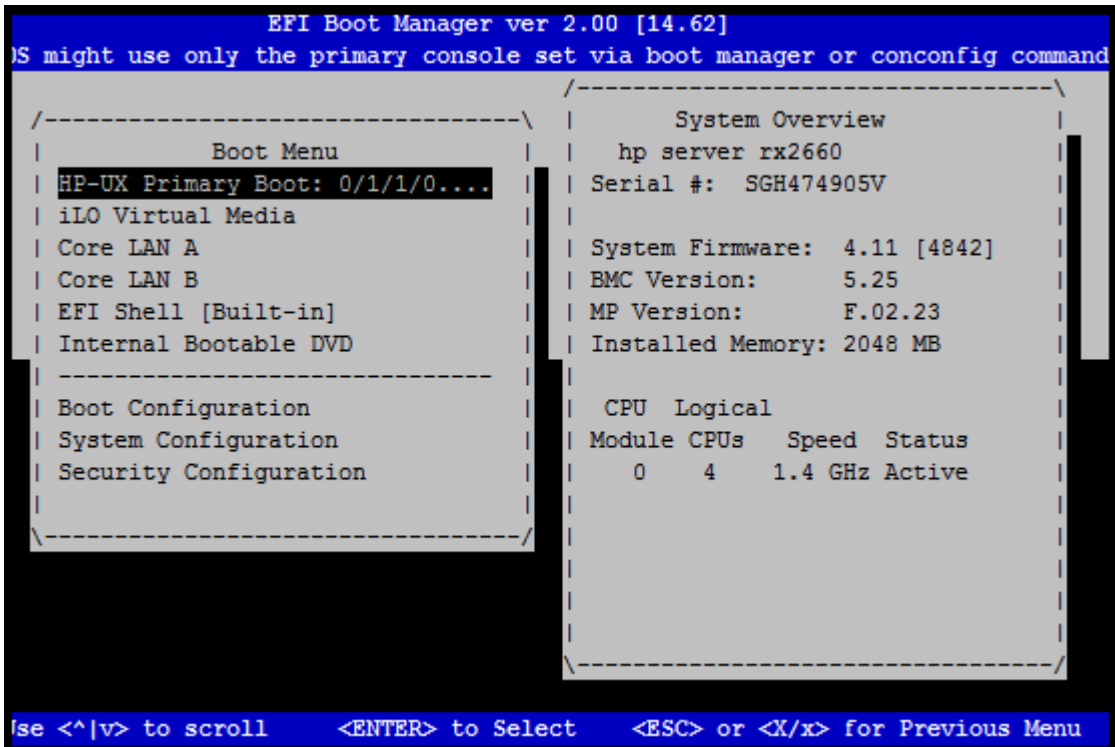 EFI Boot Manager ver 2.00 [14.62]
OS might use only the primary console set via boot manager or conconfig command
Boot Menu
HP-UX Primary Boot: 0/1/1/0....
iLO Virtual Media
Core LAN A
Core LAN B
EFI Shell [Built-in]
Internal Bootable DVD
Boot Configuration
System Configuration
Security Configuration
System Overview
hp server rx2660
Serial #: SGH474905V
System Firmware: 4.11 [4842]
BMC Version: 5.25
MP Version: F.02.23
Installed Memory: 2048 MB
CPU Logical
Module CPUs Speed Status
0 4 1.4 GHz Active
Use <^|v> to scroll <ENTER> to Select <ESC> or <X/x> for Previous Menu